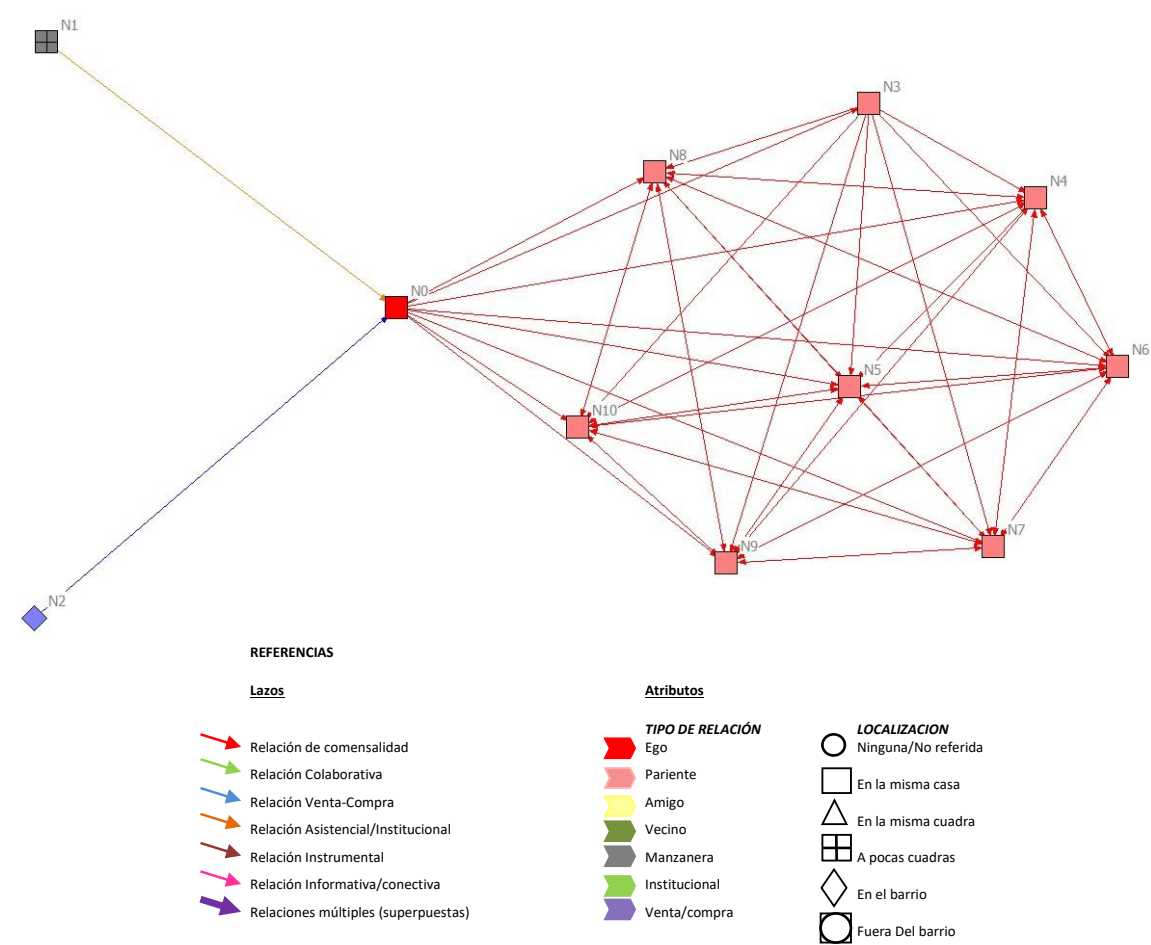 N1
N3
N8
N4
N0
N6
N5
N10
N9
N7
N2
REFERENCIAS
Lazos
Atributos
TIPO DE RELACIÓN
LOCALIZACION
Relación de comensalidad
Ego
Ninguna/No referida
Relación Colaborativa
Pariente
En la misma casa
Relación Venta-Compra
Amigo
En la misma cuadra
Relación Asistencial/Institucional
Vecino
Relación Instrumental
Manzanera
A pocas cuadras
Relación Informativa/conectiva
Institucional
En el barrio
Relaciones múltiples (superpuestas)
Venta/compra
Fuera Del barrio